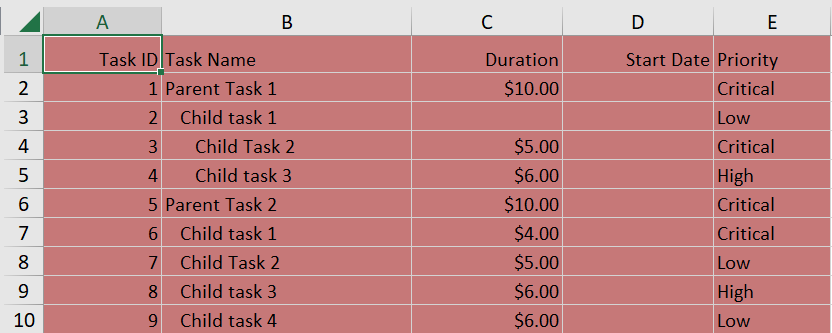 A B C D E
1 Task ID Task Name Duration Start Date Priority
2 1 Parent Task 1 $10.00 Critical
3 2 Child task 1 Low
4 3 Child Task 2 $5.00 Critical
5 4 Child task 3 $6.00 High
6 5 Parent Task 2 $10.00 Critical
7 6 Child task 1 $4.00 Critical
8 7 Child Task 2 $5.00 Low
9 8 Child task 3 $6.00 High
10 9 Child task 4 $6.00 Low